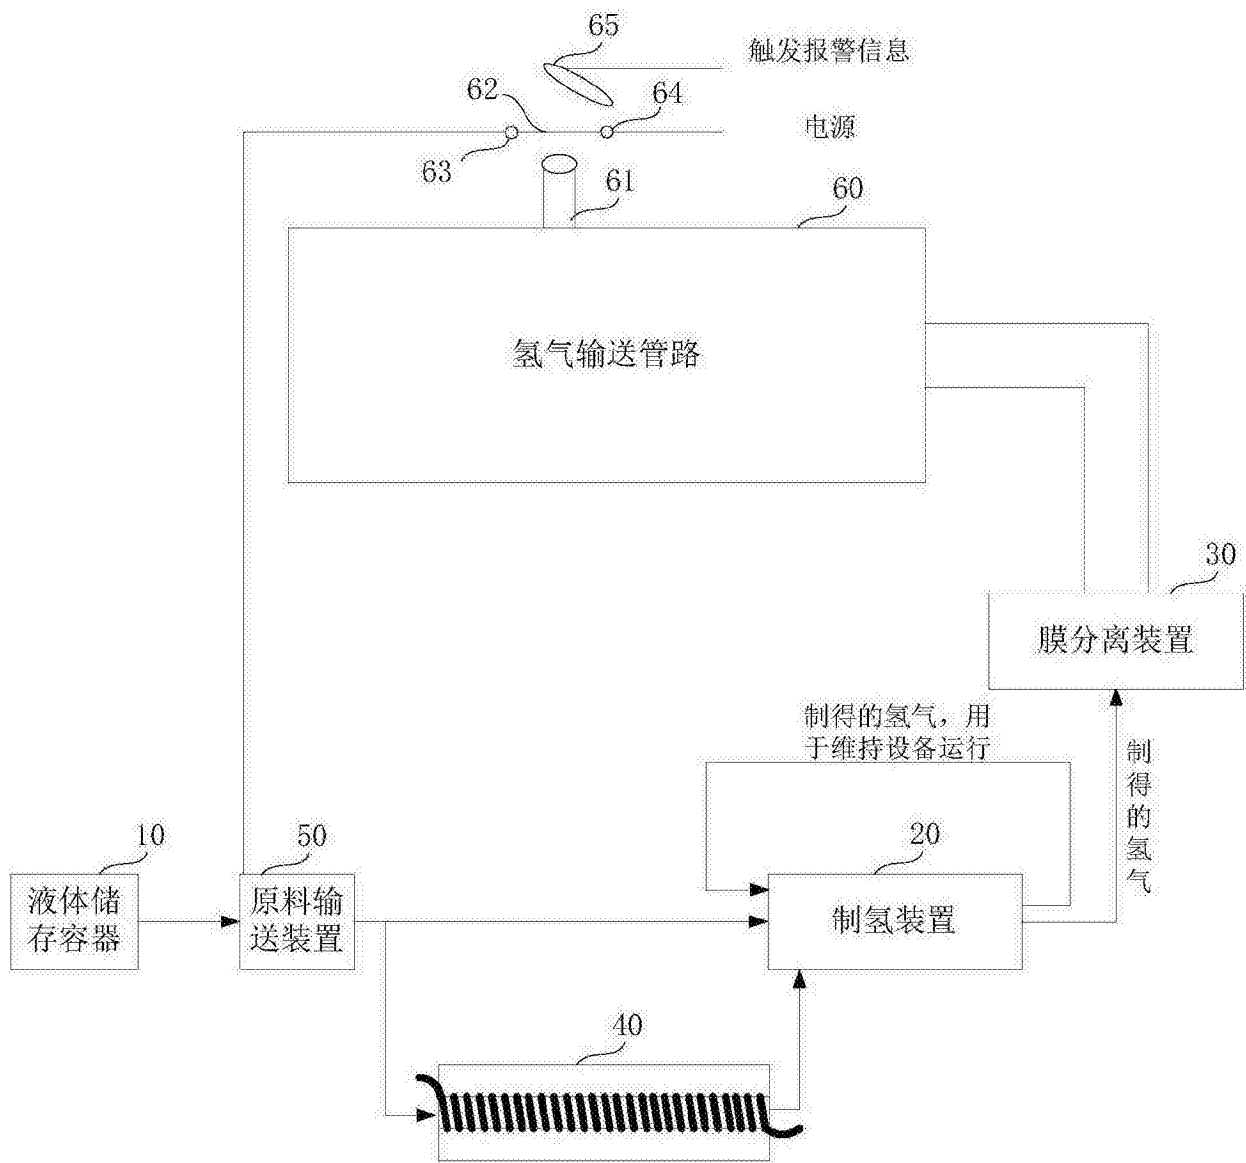 65
触发报警信息
62
64
电源
63
61
60
氢气输送管路
30
膜分离装置
制得的氢气，用
于维持设备运行
制得的氢气
10
50
20
液体储
存容器
原料输
送装置
制氢装置
40